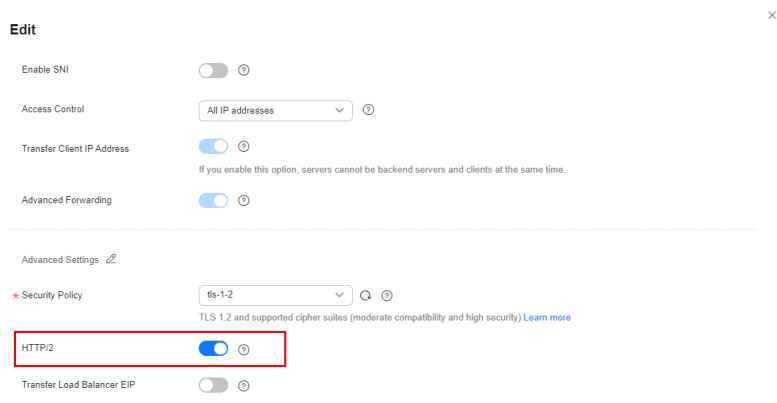 Edit
Enable SNI
Access Control
All IP addresses
Transfer Client IP Address
If you enable this option, servers cannot be backend servers and clients at the same time.
Advanced Forwarding
Advanced Settings
* Security Policy
tls-1-2
TLS 1.2 and supported cipher suites (moderate compatibility and high security).Learn more
HTTP/2
Transfer Load Balancer EIP